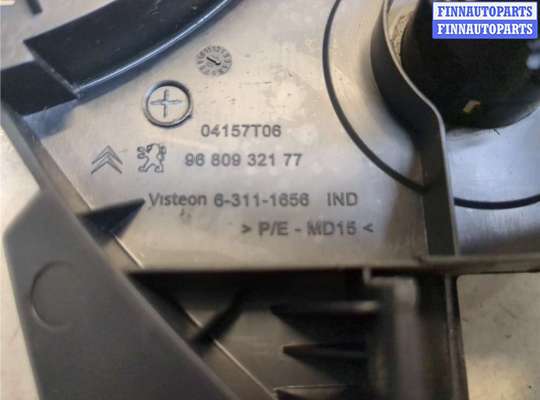 FINNAUTOPARTS
FINNAUTOPARTS
04157T06
96 809 321 77
Visteon 6-311-1656 IND
> P/E - MD15 <